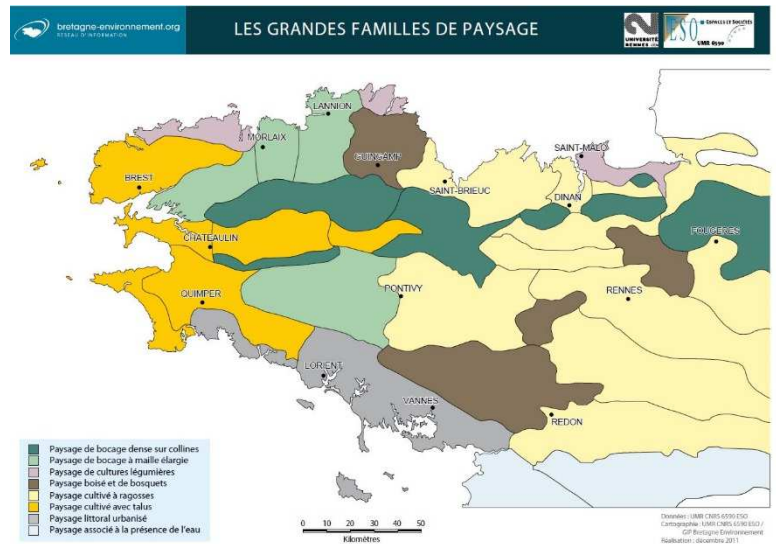 bretagne-environnement.org
RÉSEAU D'INFORMATION
LES GRANDES FAMILLES DE PAYSAGE
UNIVERSITÉ
ESO
ESPACES ET SOCIÉTÉS
UMR 6590
LANNION
MORLAIX
GUINGAMP
SAINT-MALO
BREST
SAINT-BRIEUC
DINAN
CHATEAULIN
FOUGERES
QUIMPER
PONTIVY
RENNES
LORIENT
VANNES
REDON
Paysage de bocage dense sur collines
Paysage de bocage à maille élargie
Paysage de cultures légumières
Paysage boisé et de bosquets
Paysage cultivé à ragosses
Paysage cultivé avec talus
Paysage littoral urbanisé
Paysage associé à la présence de l'eau
0 10 20 30 40 50
Kilomètres
Données : UMR CNRS 6590 ESO
Cartographie : UMR CNRS 6590 ESO /
GIP Bretagne Environnement
Réalisation : décembre 2011